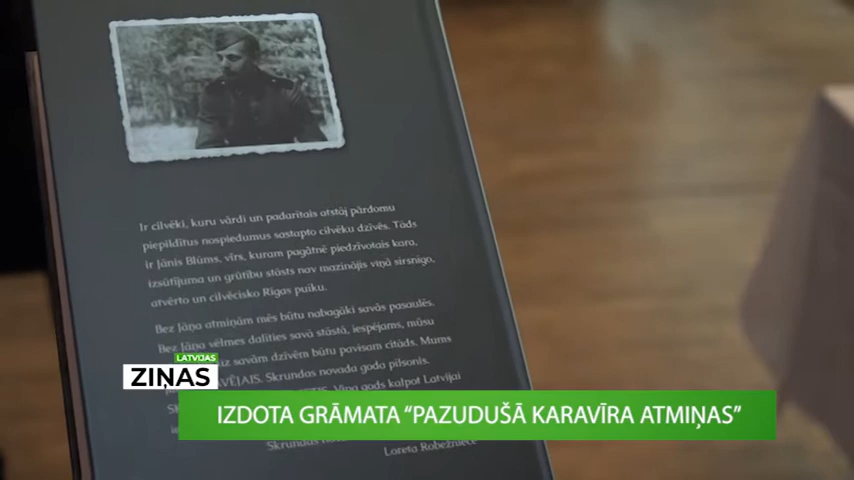 Ir cilvēki, kuru vārdi un padarītais atstāj pārdomu
piepildītus nospiedumus sastapto cilvēku dzīvēs. Tāds
ir Jānis Blūms, vīrs, kuram pagātnē piedzīvotais kara,
izsūtījuma un grūtību stāsts nav mazinājis viņā sirsnīgo,
atvērto un cilvēcisko Rīgas puiku.
Bez Jāņa atmiņām mēs būtu nabagāki savās pasaulēs.
Bez Jāņa vēlmes dalīties savā stāstā, iespējams, mūsu
uz savām dzīvēm būtu pavisam citāds. Mums
Skrundas novada goda pilsonis.
Viņa gods kalpot Latvijai
Skrundas
Loreta Robežniece
LATVIJAS
ZIŅAS
IZDOTA GRĀMATA “PAZUDUŠĀ KARAVĪRA ATMIŅAS”